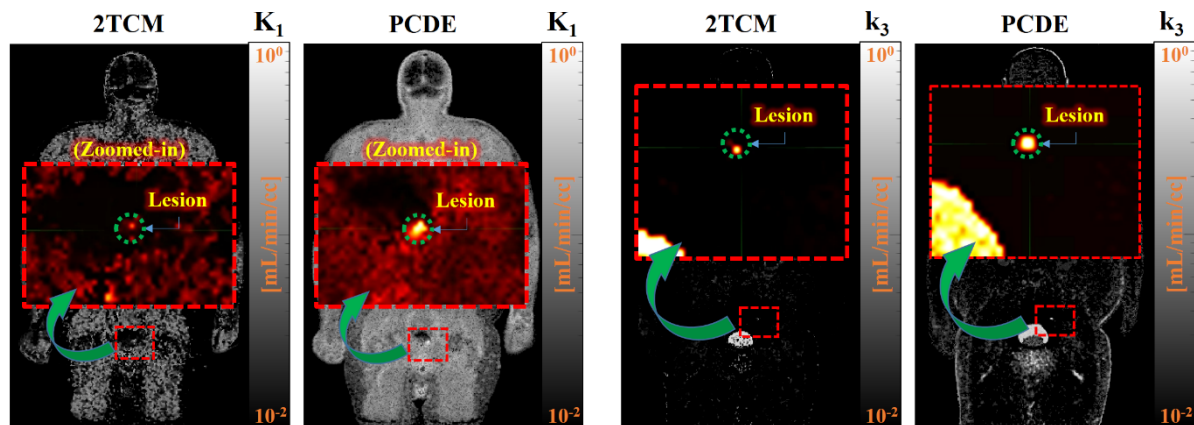 2TCM
K₁
PCDE
K₁
2TCM
k₃
PCDE
k₃
10⁰
10⁰
10⁰
10⁰
(Zoomed-in)
(Zoomed-in)
Lesion
Lesion
Lesion
Lesion
[mL/min/cc]
[mL/min/cc]
[mL/min/cc]
[mL/min/cc]
10⁻²
10⁻²
10⁻²
10⁻²